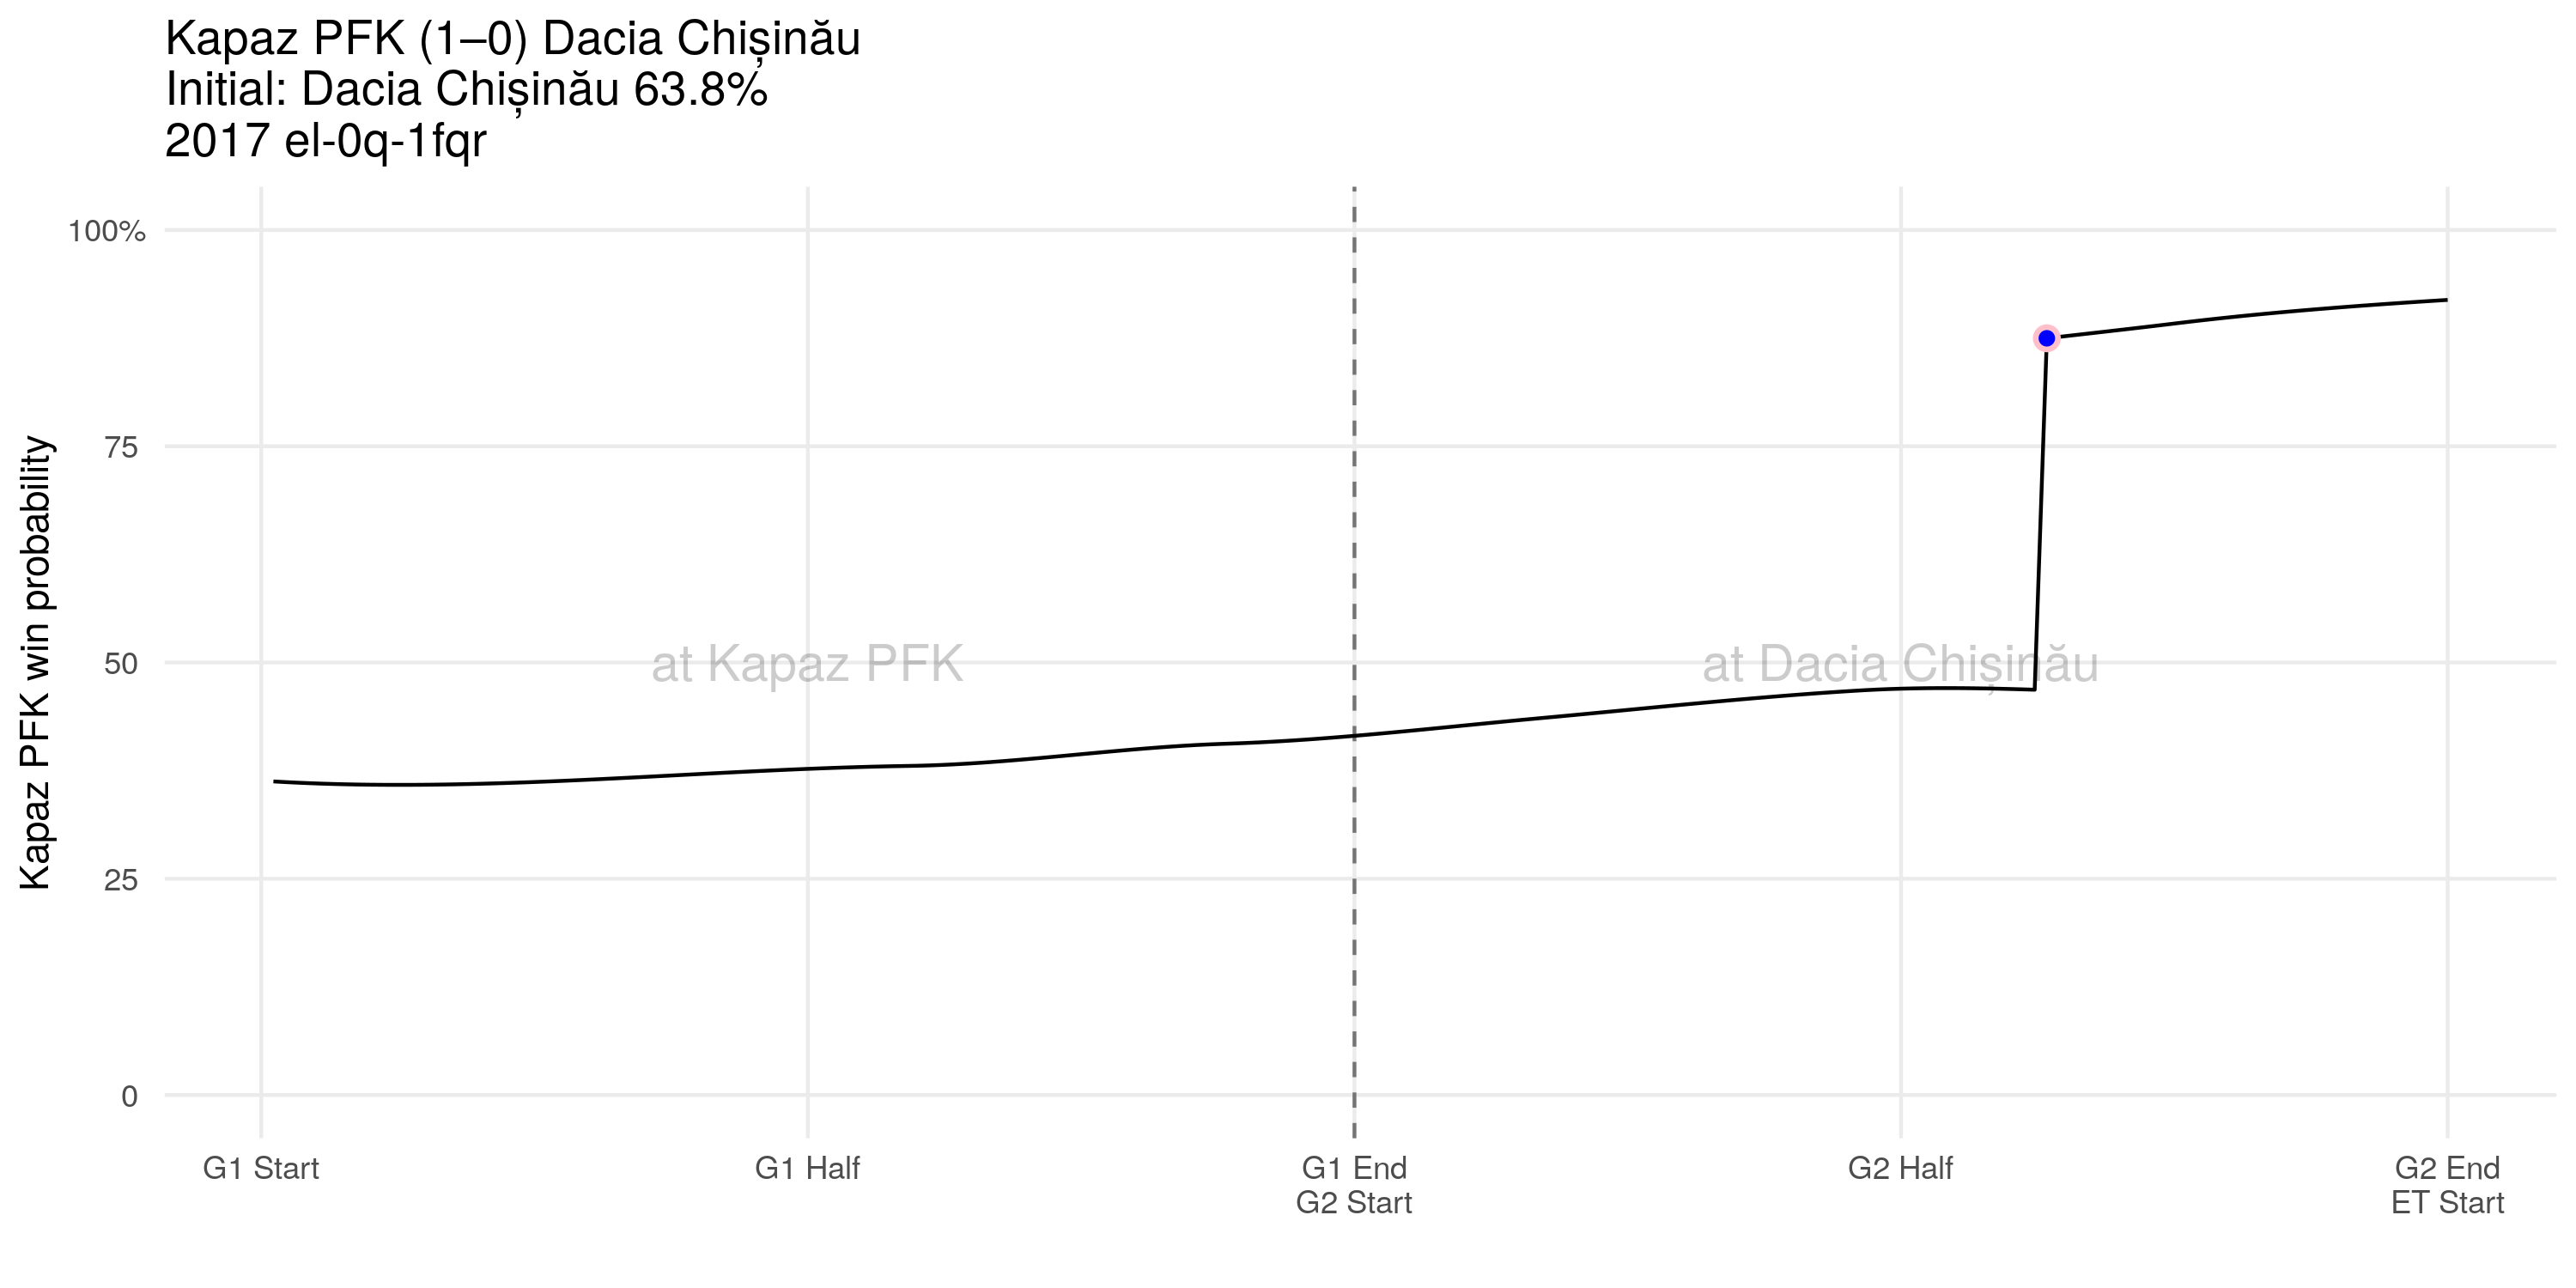 Kapaz PFK (1–0) Dacia Chișinău
Initial: Dacia Chișinău 63.8%
2017 el-0q-1fqr
Kapaz PFK win probability
100%
75
50
25
0
at Kapaz PFK
at Dacia Chișinău
G1 Start
G1 Half
G1 End
G2 Start
G2 Half
G2 End
ET Start